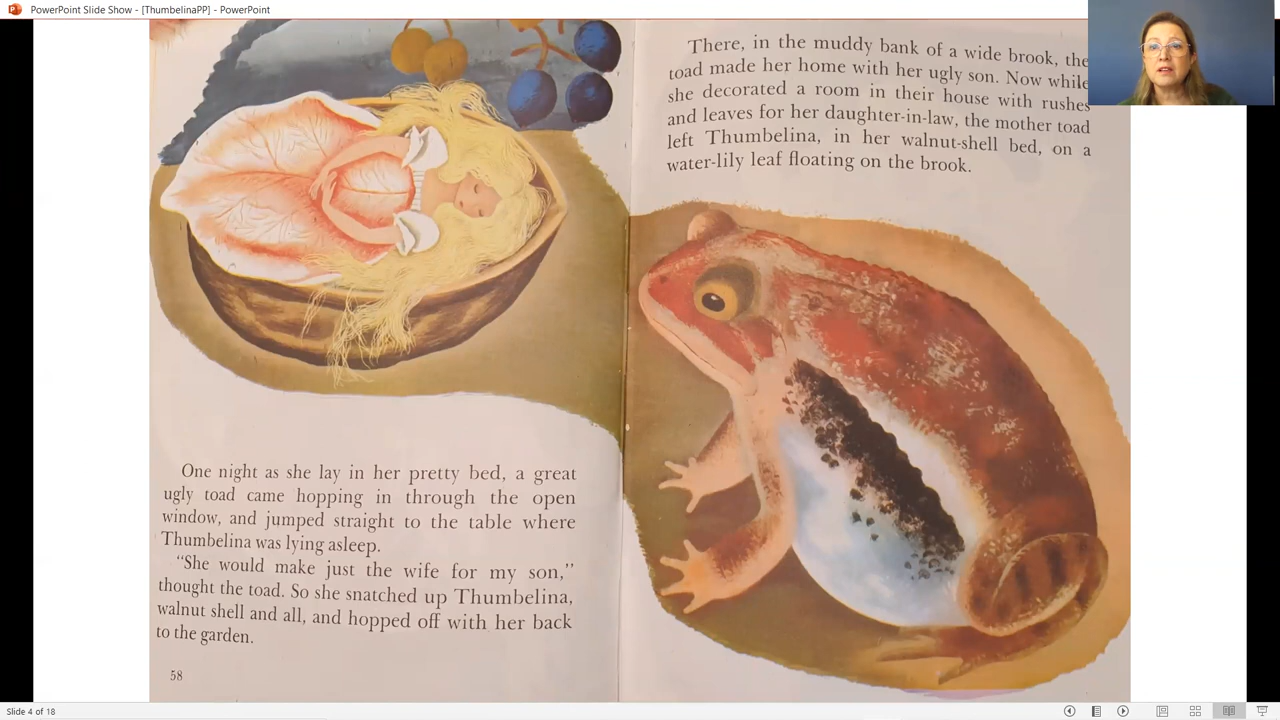 PowerPoint Slide Show - [ThumbelinaPP] - PowerPoint
One night as she lay in her pretty bed, a great
ugly toad came hopping in through the open
window, and jumped straight to the table where
Thumbelina was lying asleep.
“She would make just the wife for my son,”
thought the toad. So she snatched up Thumbelina,
walnut shell and all, and hopped off with her back
to the garden.
58
There, in the muddy bank of a wide brook, the
toad made her home with her ugly son. Now while
she decorated a room in their house with rushes
and leaves for her daughter-in-law, the mother toad
left Thumbelina, in her walnut-shell bed, on a
water-lily leaf floating on the brook.
Slide 4 of 18